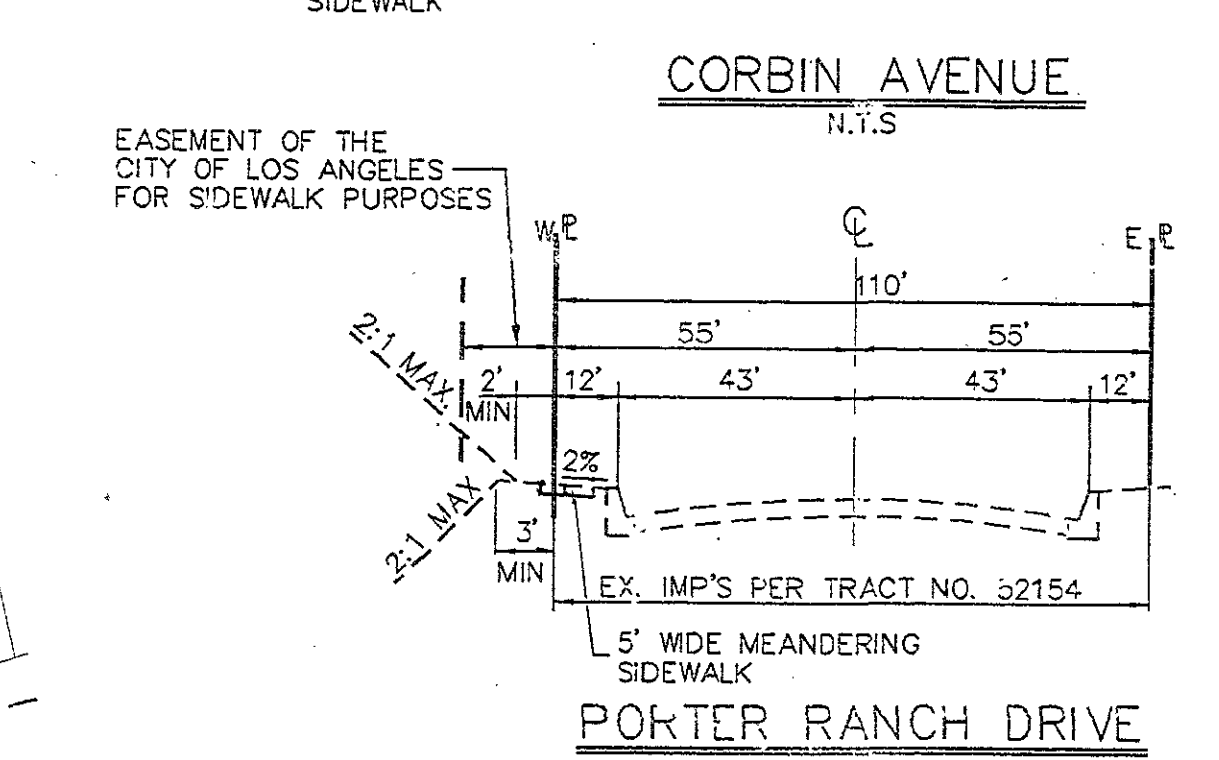 SIDEWALK
CORBIN AVENUE
N.T.S
EASEMENT OF THE
CITY OF LOS ANGELES
FOR SIDEWALK PURPOSES
W ⅊ ℄ E ⅊
110'
55' 55'
2:1 MAX.
2' 12' 43' 43' 12'
MIN
2%
2:1 MAX
3'
MIN
EX. IMP'S PER TRACT NO. 52154
5' WIDE MEANDERING
SIDEWALK
PORTER RANCH DRIVE